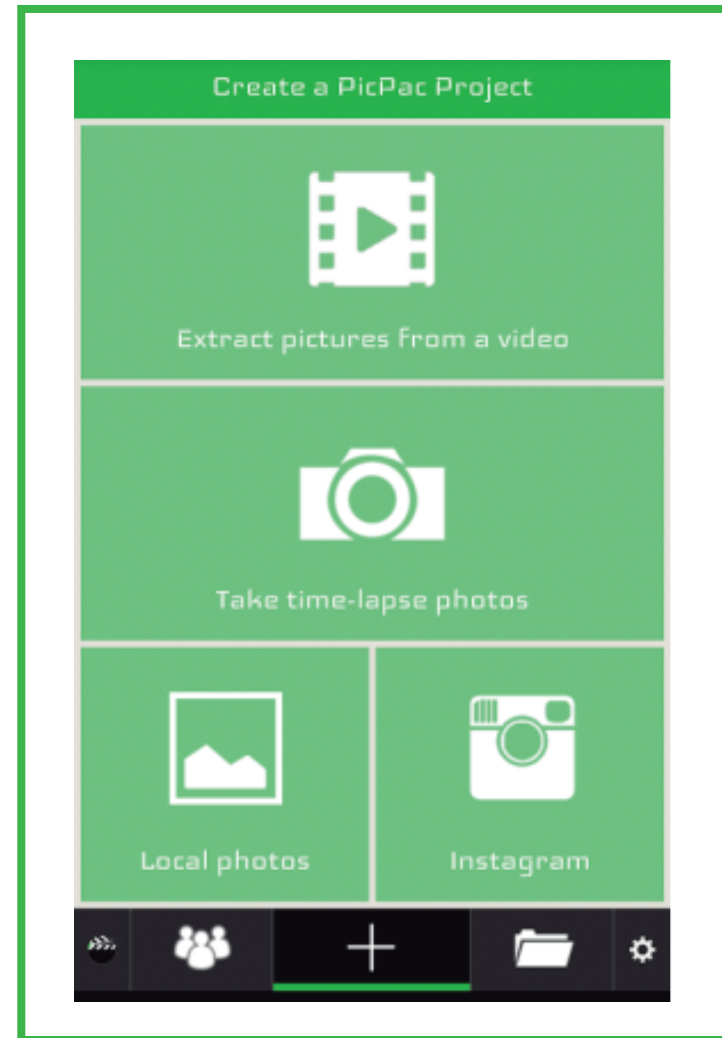 Create a PicPac Project
Extract pictures from a video
Take time-lapse photos
Local photos
Instagram